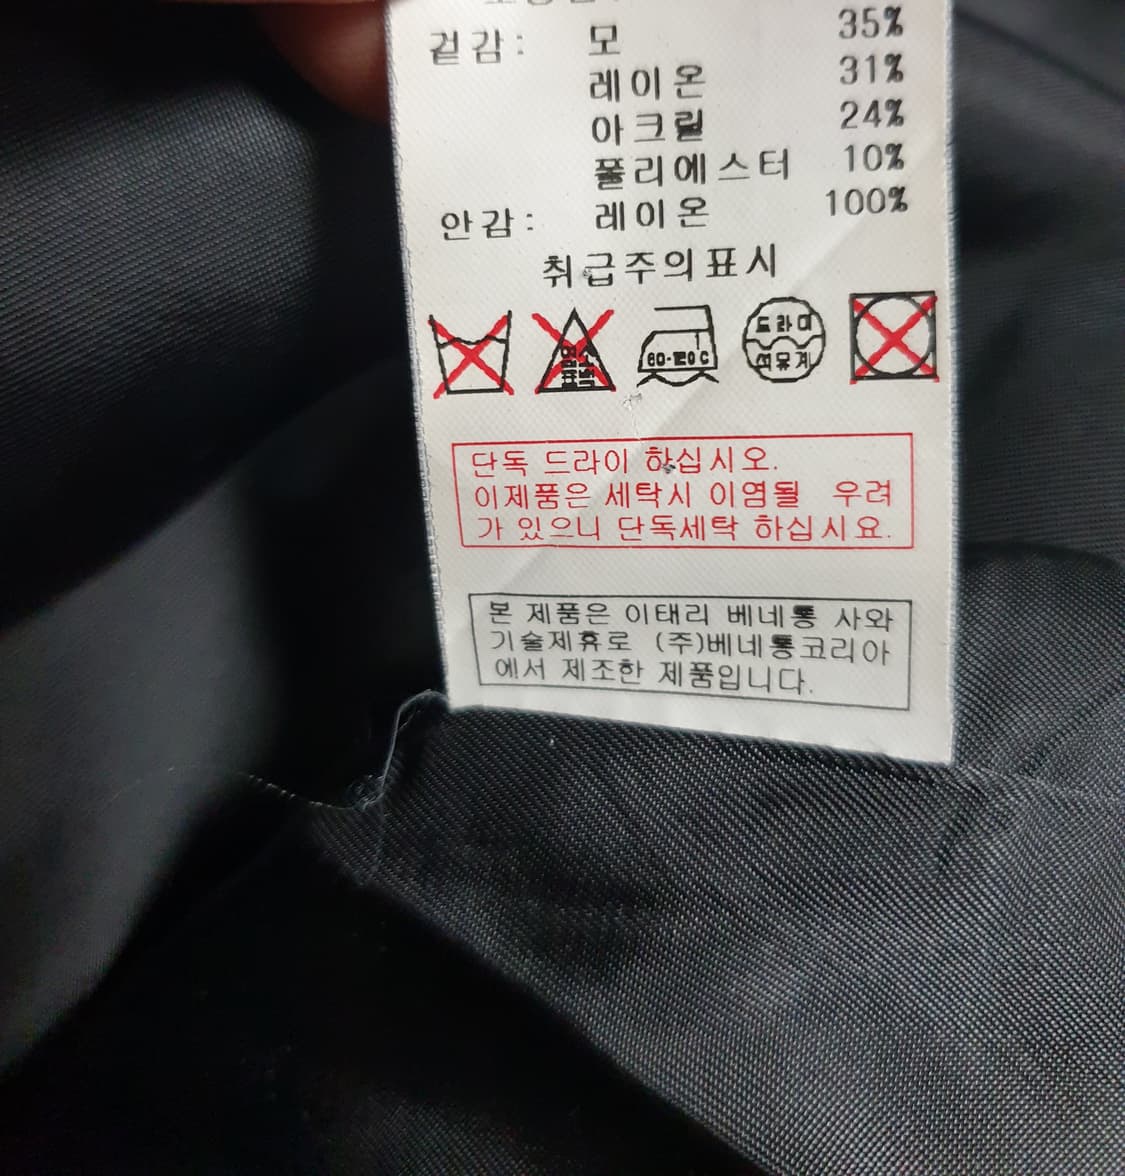 겉감: 모 35%
레이온 31%
아크릴 24%
폴리에스터 10%
안감: 레이온 100%
취급주의표시
80-120 C
드라이
석유계
단독 드라이 하십시오.
이제품은 세탁시 이염될 우려
가 있으니 단독세탁 하십시요.
본 제품은 이태리 베네통 사와
기술제휴로 (주)베네통코리아
에서 제조한 제품입니다.